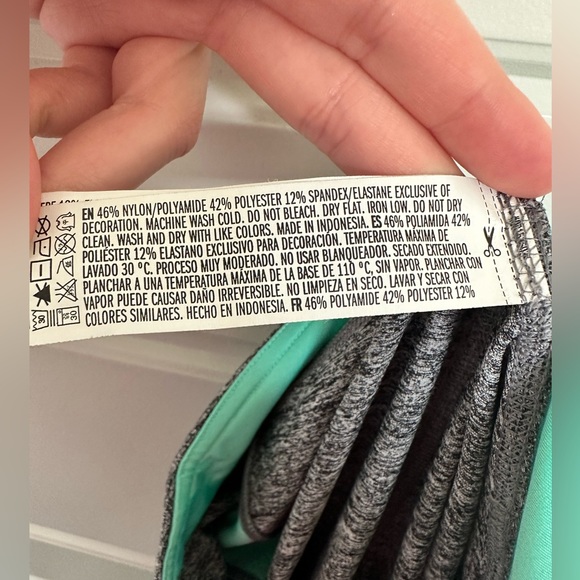 EN 46% NYLON/POLYAMIDE 42% POLYESTER 12% SPANDEX/ELASTANE EXCLUSIVE OF
DECORATION. MACHINE WASH COLD. DO NOT BLEACH. DRY FLAT. IRON LOW. DO NOT DRY
CLEAN. WASH AND DRY WITH LIKE COLORS. MADE IN INDONESIA. ES 46% POLIAMIDA 42%
POLIÉSTER 12% ELASTANO EXCLUSIVO PARA DECORACIÓN. TEMPERATURA MÁXIMA DE
LAVADO 30 °C. PROCESO MUY MODERADO. NO USAR BLANQUEADOR. SECADO EXTENDIDO.
PLANCHAR A UNA TEMPERATURA MÁXIMA DE LA BASE DE 110 °C, SIN VAPOR. PLANCHAR CON
VAPOR PUEDE CAUSAR DAÑO IRREVERSIBLE. NO LIMPIEZA EN SECO. LAVAR Y SECAR CON
COLORES SIMILARES. HECHO EN INDONESIA. FR 46% POLYAMIDE 42% POLYESTER 12%
30